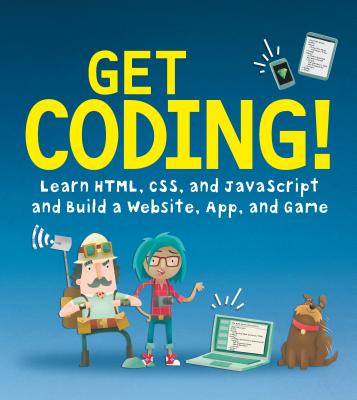 GET
CODING!
Learn HTML, CSS, and JavaScript
and Build a Website, App, and Game